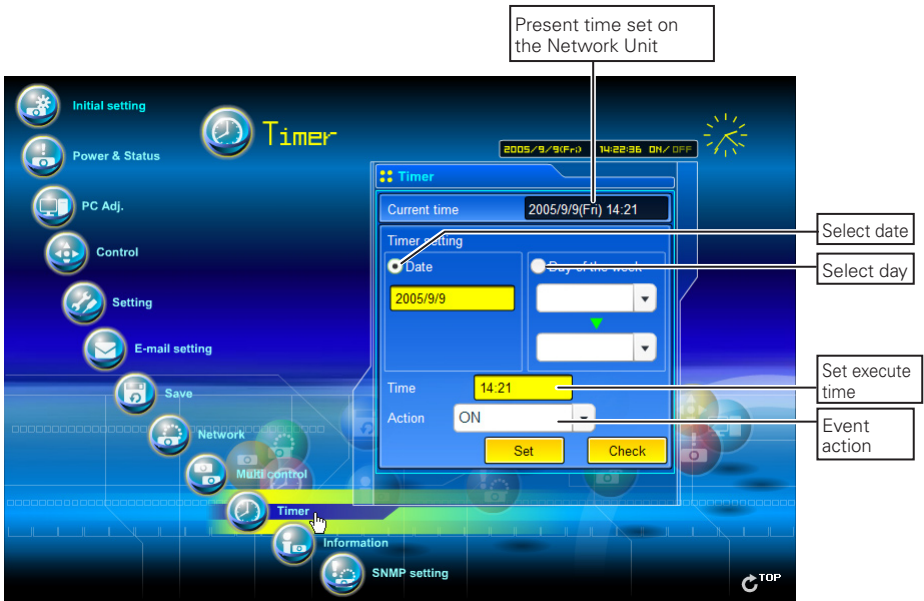 Present time set on
the Network Unit
Initial setting
Timer
Power & Status
2005/9/9(Fri) 14:22:36 ON/OFF
Timer
PC Adj.
Current time 2005/9/9(Fri) 14:21
Select date
Timer setting
Control
Date Day of the week
Select day
2005/9/9
Setting
E-mail setting
Set execute
time
Time 14:21
Save
Action ON
Event
action
Network
Set Check
Multi control
Timer
Information
SNMP setting
TOP